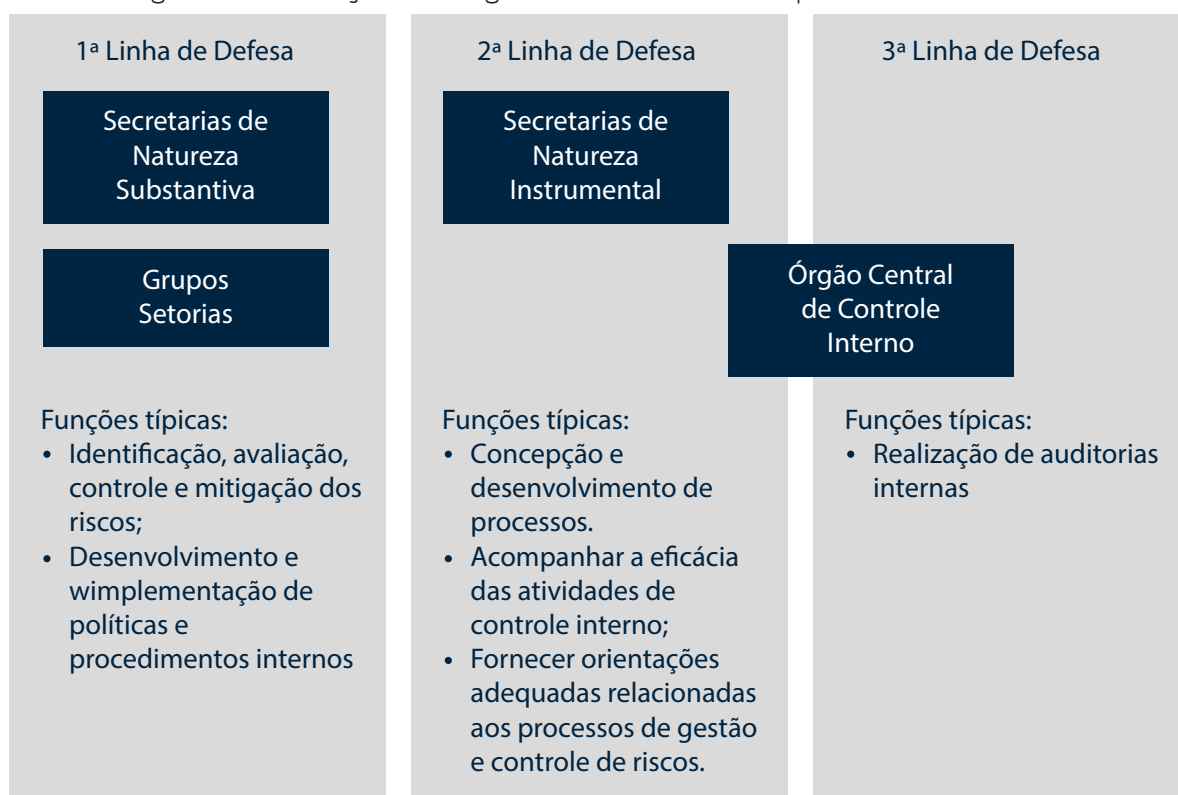 1ª Linha de Defesa
Secretarias de
Natureza
Substantiva
Grupos
Setorias
Funções típicas:
• Identificação, avaliação,
controle e mitigação dos
riscos;
• Desenvolvimento e
wimplementação de
políticas e
procedimentos internos
2ª Linha de Defesa
Secretarias de
Natureza
Instrumental
Órgão Central
de Controle
Interno
Funções típicas:
• Concepção e
desenvolvimento de
processos.
• Acompanhar a eficácia
das atividades de
controle interno;
• Fornecer orientações
adequadas relacionadas
aos processos de gestão
e controle de riscos.
3ª Linha de Defesa
Funções típicas:
• Realização de auditorias
internas